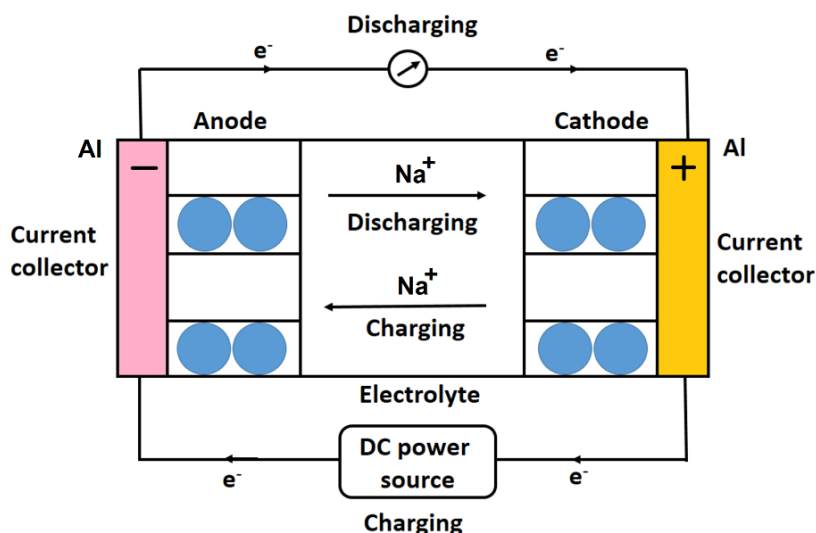 Discharging
e⁻
e⁻
Anode
Cathode
Al
Al
−
+
Na⁺
Discharging
Current
collector
Current
collector
Na⁺
Charging
Electrolyte
DC power
source
e⁻
e⁻
Charging